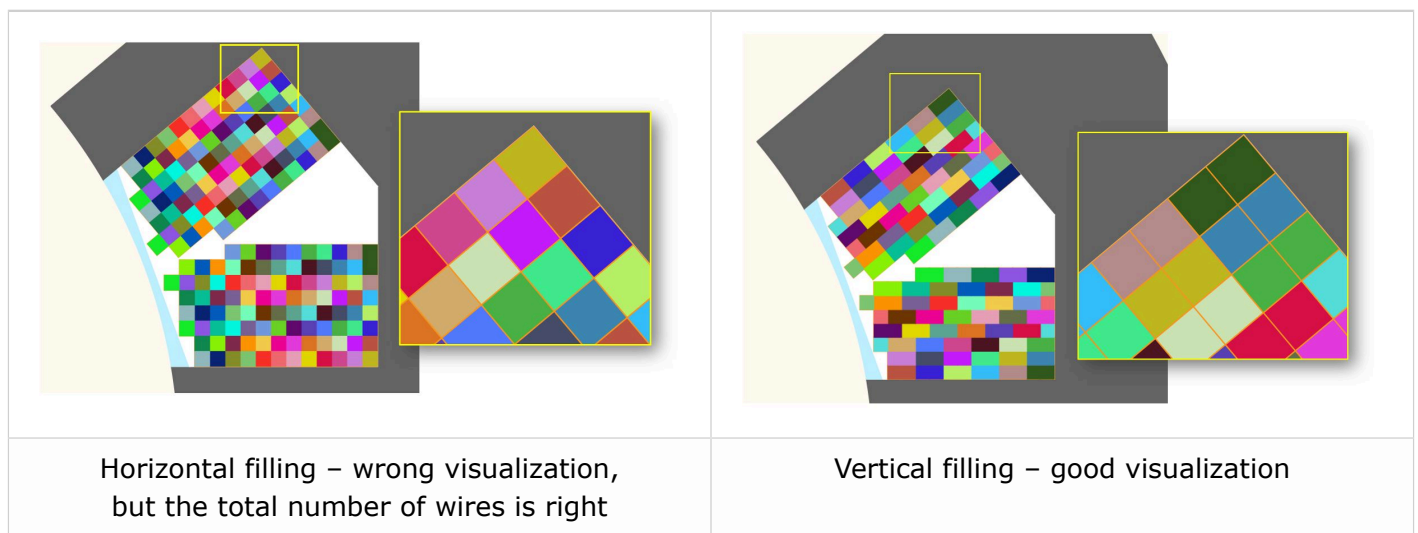 Horizontal filling – wrong visualization,
but the total number of wires is right
Vertical filling – good visualization